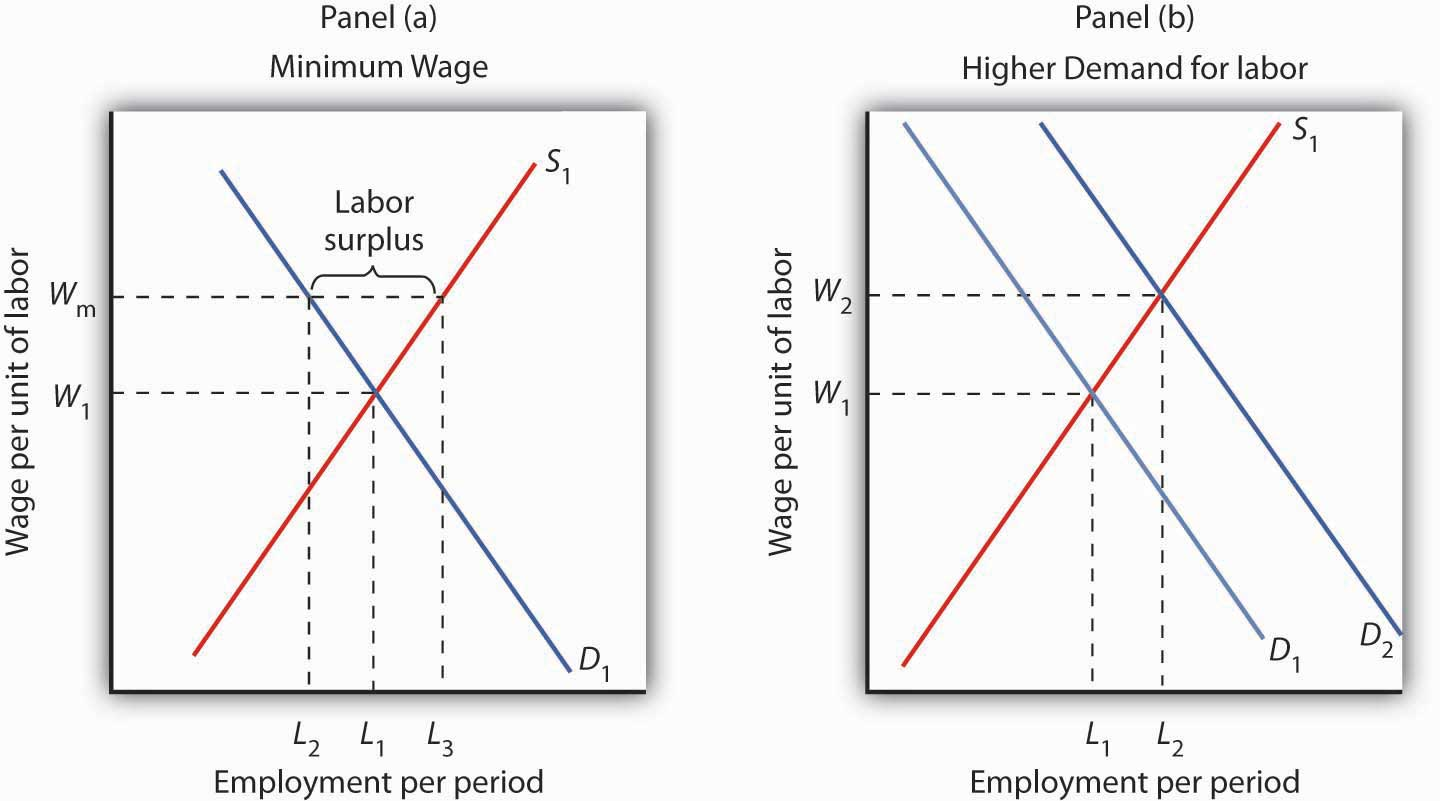 Panel (a)
Minimum Wage
S1
Labor
surplus
Wm
W1
Wage per unit of labor
D1
L2 L1 L3
Employment per period
Panel (b)
Higher Demand for labor
S1
W2
W1
Wage per unit of labor
D1
D2
L1 L2
Employment per period